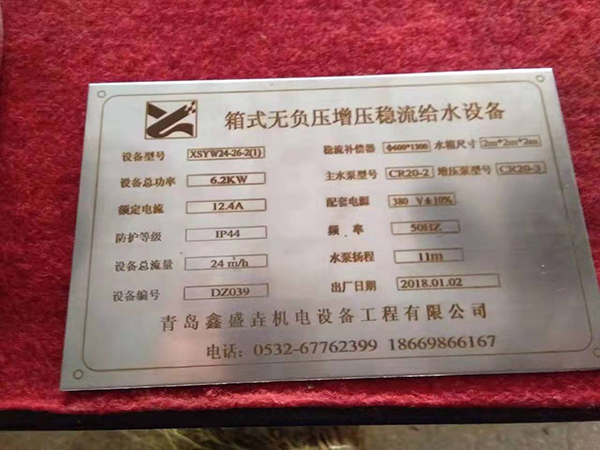 箱式无负压增压稳流给水设备
设备型号 XSYW24-26-2(1) 稳流补偿器 Φ600*1300 水箱尺寸 2m*2m*2m
设备总功率 6.2KW 主水泵型号 CR20-2 增压泵型号 CR20-3
额定电流 12.4A 配套电源 380 V±10%
防护等级 IP44 频 率 50HZ
设备总流量 24 m³/h 水泵扬程 11m
设备编号 DZ039 出厂日期 2018.01.02
青岛鑫盛垚机电设备工程有限公司
电话: 0532-67762399 18669866167